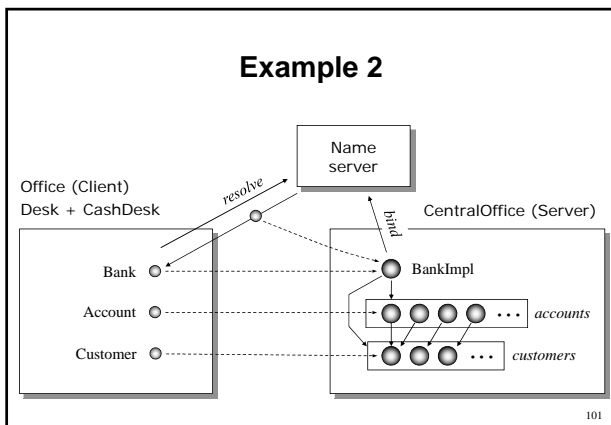 Example 2
Name
server
Office (Client)
Desk + CashDesk
resolve
bind
CentralOffice (Server)
Bank
BankImpl
Account
accounts
Customer
customers
101